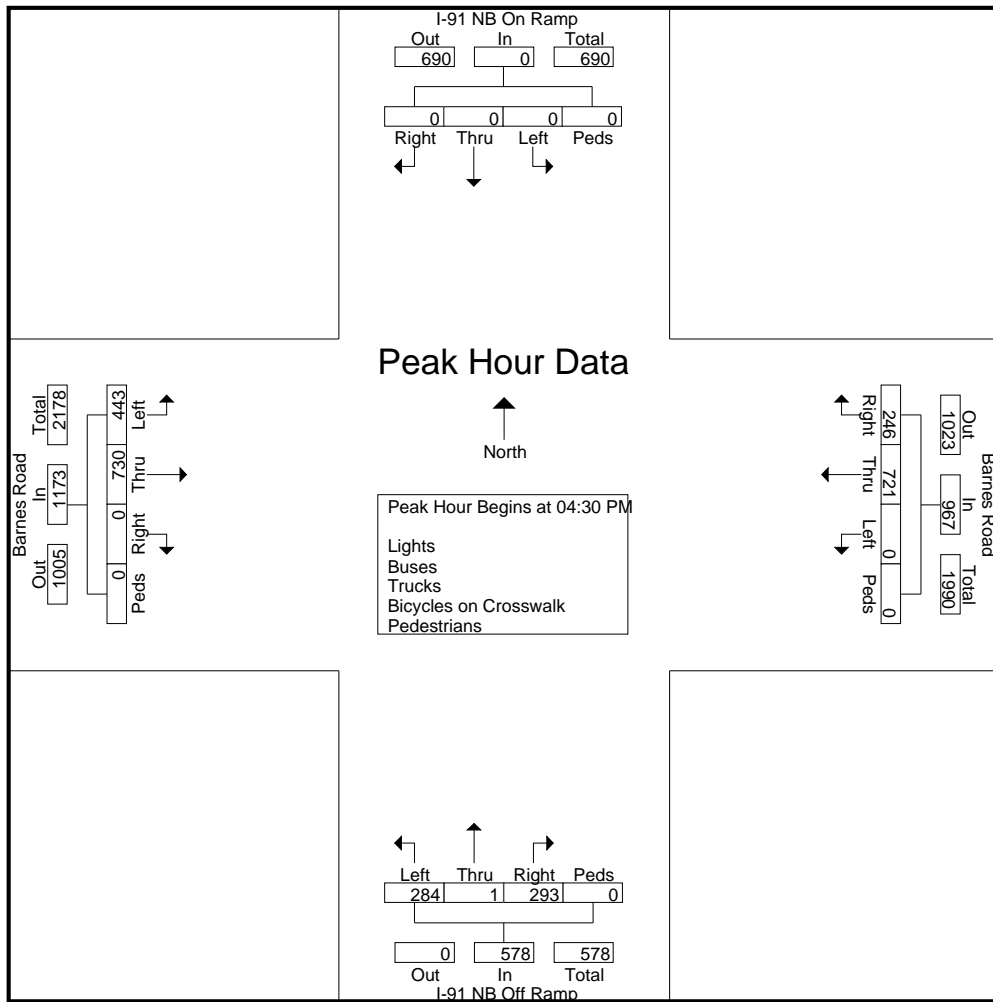 I-91 NB On Ramp
Out In Total
690 0 690
0 0 0 0
Right Thru Left Peds
Peak Hour Data
North
Peak Hour Begins at 04:30 PM
Lights
Buses
Trucks
Bicycles on Crosswalk
Pedestrians
Barnes Road
Out In Total
1005 1173 2178
Left Thru Right Peds
443 730 0 0
Barnes Road
Out In Total
1023 967 1990
246 721 0 0
Right Thru Left Peds
Left Thru Right Peds
284 1 293 0
0 578 578
Out In Total
I-91 NB Off Ramp